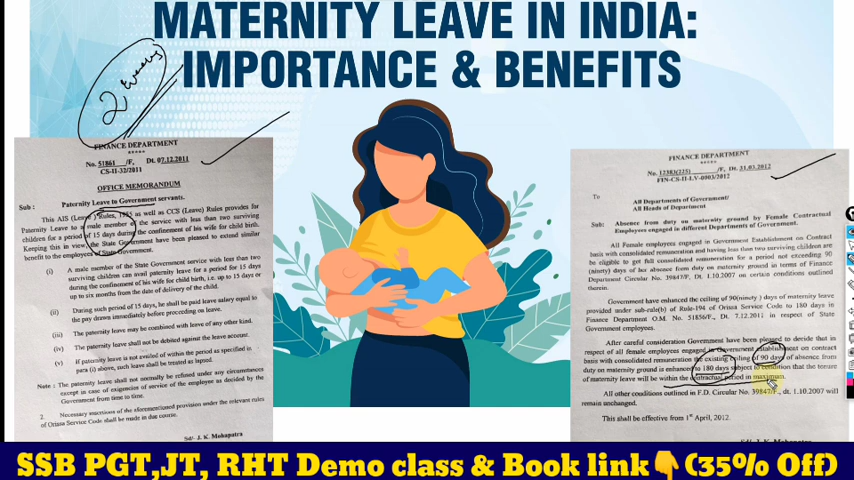 MATERNITY LEAVE IN INDIA:
IMPORTANCE & BENEFITS
2 weeks
FINANCE DEPARTMENT
*****
No. 51861 /F, Dt. 07.12.2011
CS-II-32/2011
OFFICE MEMORANDUM
Sub : Paternity Leave to Government servants.
This AIS (Leave) Rules, 1955 as well as CCS (Leave) Rules provides for
Paternity Leave to a male member of the service with less than two surviving
children for a period of 15 days during the confinement of his wife for child birth.
Keeping this in view, the State Government have been pleased to extend similar
benefit to the employees of State Government.
(i) A male member of the State Government service with less than two
surviving children can avail paternity leave for a period for 15 days
during the confinement of his wife for child birth, i.e. up to 15 days or
up to six months from the date of delivery of the child.
(ii) During such period of 15 days, he shall be paid leave salary equal to
the pay drawn immediately before proceeding on leave.
(iii) The paternity leave may be combined with leave of any other kind.
(iv) The paternity leave shall not be debited against the leave account.
(v) If paternity leave is not availed of within the period as specified in
para (i) above, such leave shall be treated as lapsed.
Note : The paternity leave shall not normally be refused under any circumstances
except in case of exigencies of service of the employee as decided by the
Government from time to time.
2. Necessary amendments of the aforementioned provision under the relevant rules
of Orissa Service Code shall be made in due course.
Sd/- J. K. Mohapatra
FINANCE DEPARTMENT
*****
No. 12383(225) /F, Dt. 31.03.2012
FIN-CS-II-LV-0003/2012
To
All Departments of Government/
All Heads of Department
Sub: Absence from duty on maternity ground by Female Contractual
Employees engaged in different Departments of Government.
All Female employees engaged in Government Establishment on Contract
basis with consolidated remuneration and having less than two surviving children are
be eligible to get full consolidated remuneration for a period not exceeding 90
(ninety) days of her absence from duty on maternity ground in terms of Finance
Department Circular No. 39847/F, Dt. 1.10.2007 on certain conditions outlined
therein.
Government have enhanced the ceiling of 90(ninety) days of maternity leave
provided under sub-rule(b) of Rule-194 of Orissa Service Code to 180 days in
Finance Department O.M. No. 51856/F., Dt. 7.12.2011 in respect of State
Government employees.
After careful consideration Government have been pleased to decide that in
respect of all female employees engaged in Government establishment on contract
basis with consolidated remuneration the existing ceiling of 90 days of absence from
duty on maternity ground is enhanced to 180 days subject to condition that the tenure
of maternity leave will be within the contractual period in maximum.
All other conditions outlined in F.D. Circular No. 39847/F., dt. 1.10.2007 will
remain unchanged.
This shall be effective from 1st April, 2012.
Sd/- J. K. Mohapatra
SSB PGT,JT, RHT Demo class & Book link👇(35% Off)